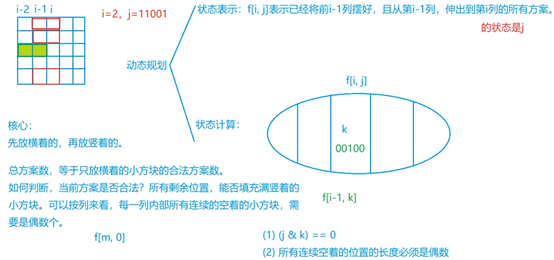 i-2 i-1 i
i=2，j=11001
状态表示：f[i, j]表示已经将前i-1列摆好，且从第i-1列，伸出到第i列的所有方案。
的状态是j
动态规划
状态计算：
f[i, j]
k
00100
f[i-1, k]
核心：
先放横着的，再放竖着的。
总方案数，等于只放横着的小方块的合法方案数。
如何判断，当前方案是否合法？所有剩余位置，能否填充满竖着的
小方块。可以按列来看，每一列内部所有连续的空着的小方块，需
要是偶数个。
f[m, 0]
(1) (j & k) == 0
(2) 所有连续空着的位置的长度必须是偶数